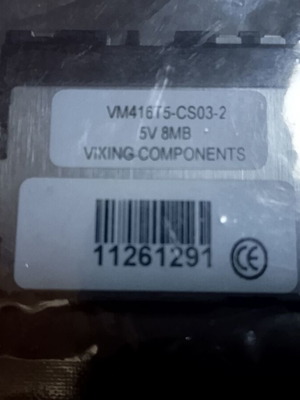 VM416T5-CS03-2
5V 8MB
VIXING COMPONENTS
11261291
CE